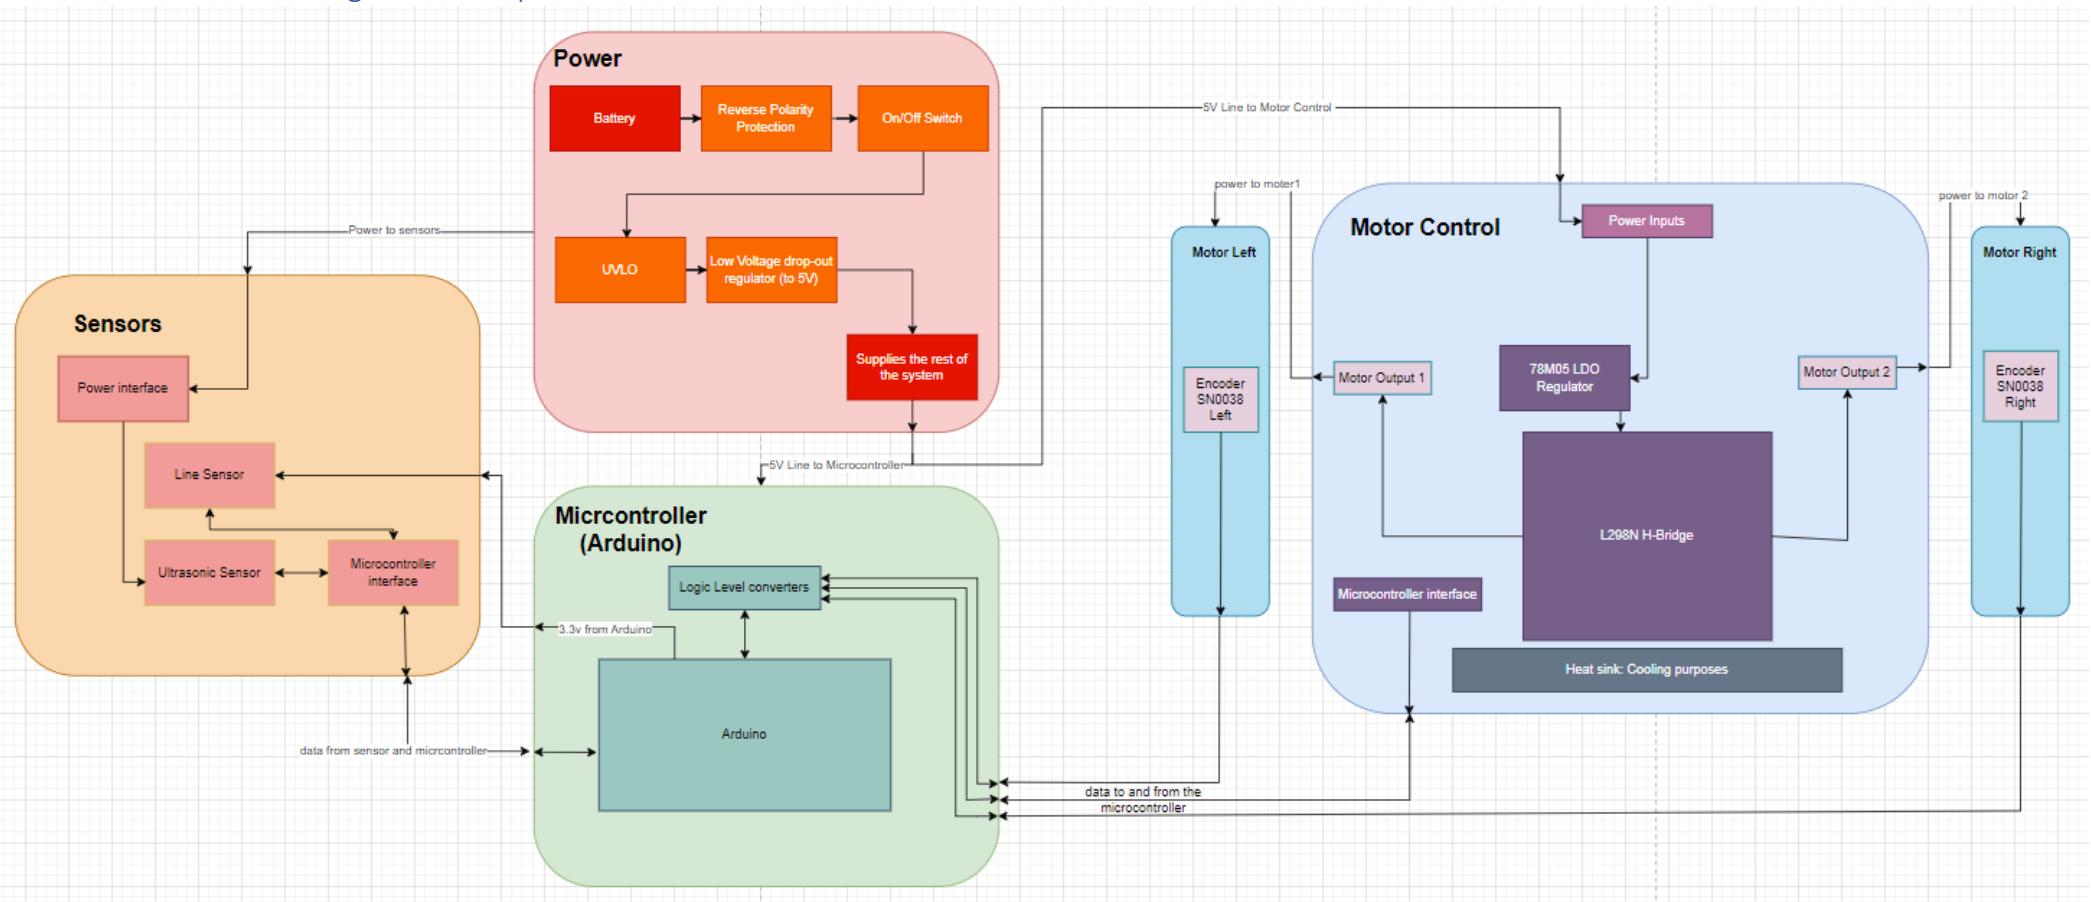 Power
Battery
Reverse Polarity
Protection
On/Off Switch
UVLO
Low Voltage drop-out
regulator (to 5V)
Supplies the rest of
the system
5V Line to Motor Control
power to moter1
power to motor 2
Power to sensors
Sensors
Power interface
Line Sensor
Ultrasonic Sensor
Microcontroller
interface
5V Line to Microcontroller
Micrcontroller
(Arduino)
Logic Level converters
3.3v from Arduino
Arduino
data from sensor and micrcontroller
data to and from the
microcontroller
Motor Left
Encoder
SN0038
Left
Motor Control
Power Inputs
Motor Output 1
78M05 LDO
Regulator
Motor Output 2
L298N H-Bridge
Microcontroller interface
Heat sink: Cooling purposes
Motor Right
Encoder
SN0038
Right